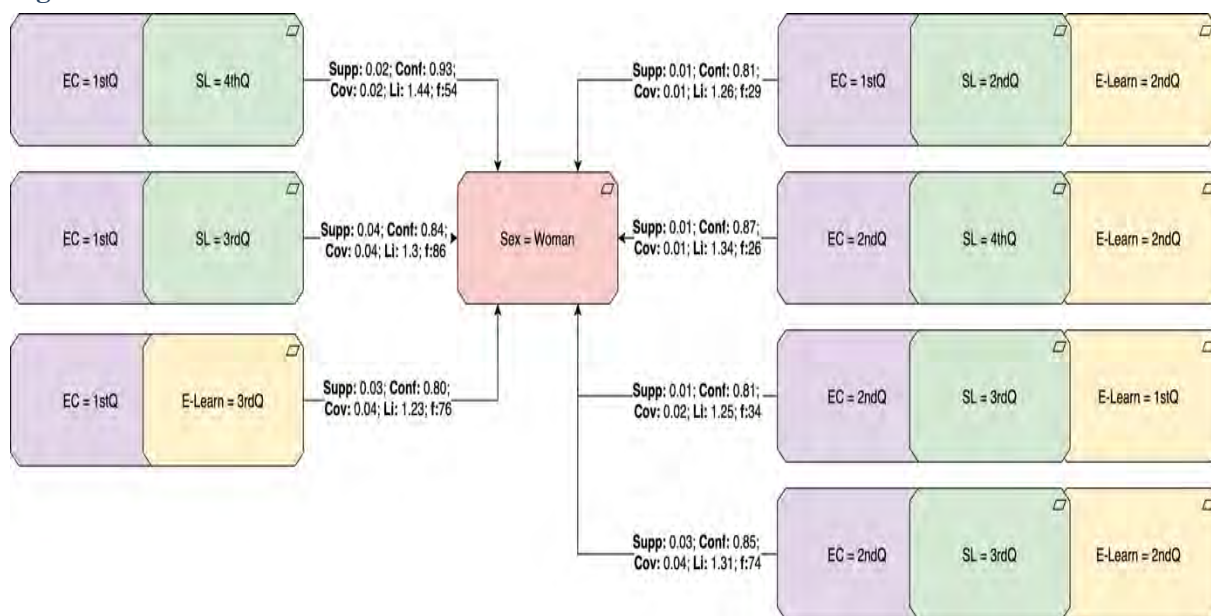 EC = 1stQ SL = 4thQ
Supp: 0.02; Conf: 0.93;
Cov: 0.02; Li: 1.44; f:54
Supp: 0.01; Conf: 0.81;
Cov: 0.01; Li: 1.26; f:29
EC = 1stQ SL = 2ndQ E-Learn = 2ndQ
EC = 1stQ SL = 3rdQ
Supp: 0.04; Conf: 0.84;
Cov: 0.04; Li: 1.3; f:86
Sex = Woman
Supp: 0.01; Conf: 0.87;
Cov: 0.01; Li: 1.34; f:26
EC = 2ndQ SL = 4thQ E-Learn = 2ndQ
EC = 1stQ E-Learn = 3rdQ
Supp: 0.03; Conf: 0.80;
Cov: 0.04; Li: 1.23; f:76
Supp: 0.01; Conf: 0.81;
Cov: 0.02; Li: 1.25; f:34
EC = 2ndQ SL = 3rdQ E-Learn = 1stQ
Supp: 0.03; Conf: 0.85;
Cov: 0.04; Li: 1.31; f:74
EC = 2ndQ SL = 3rdQ E-Learn = 2ndQ